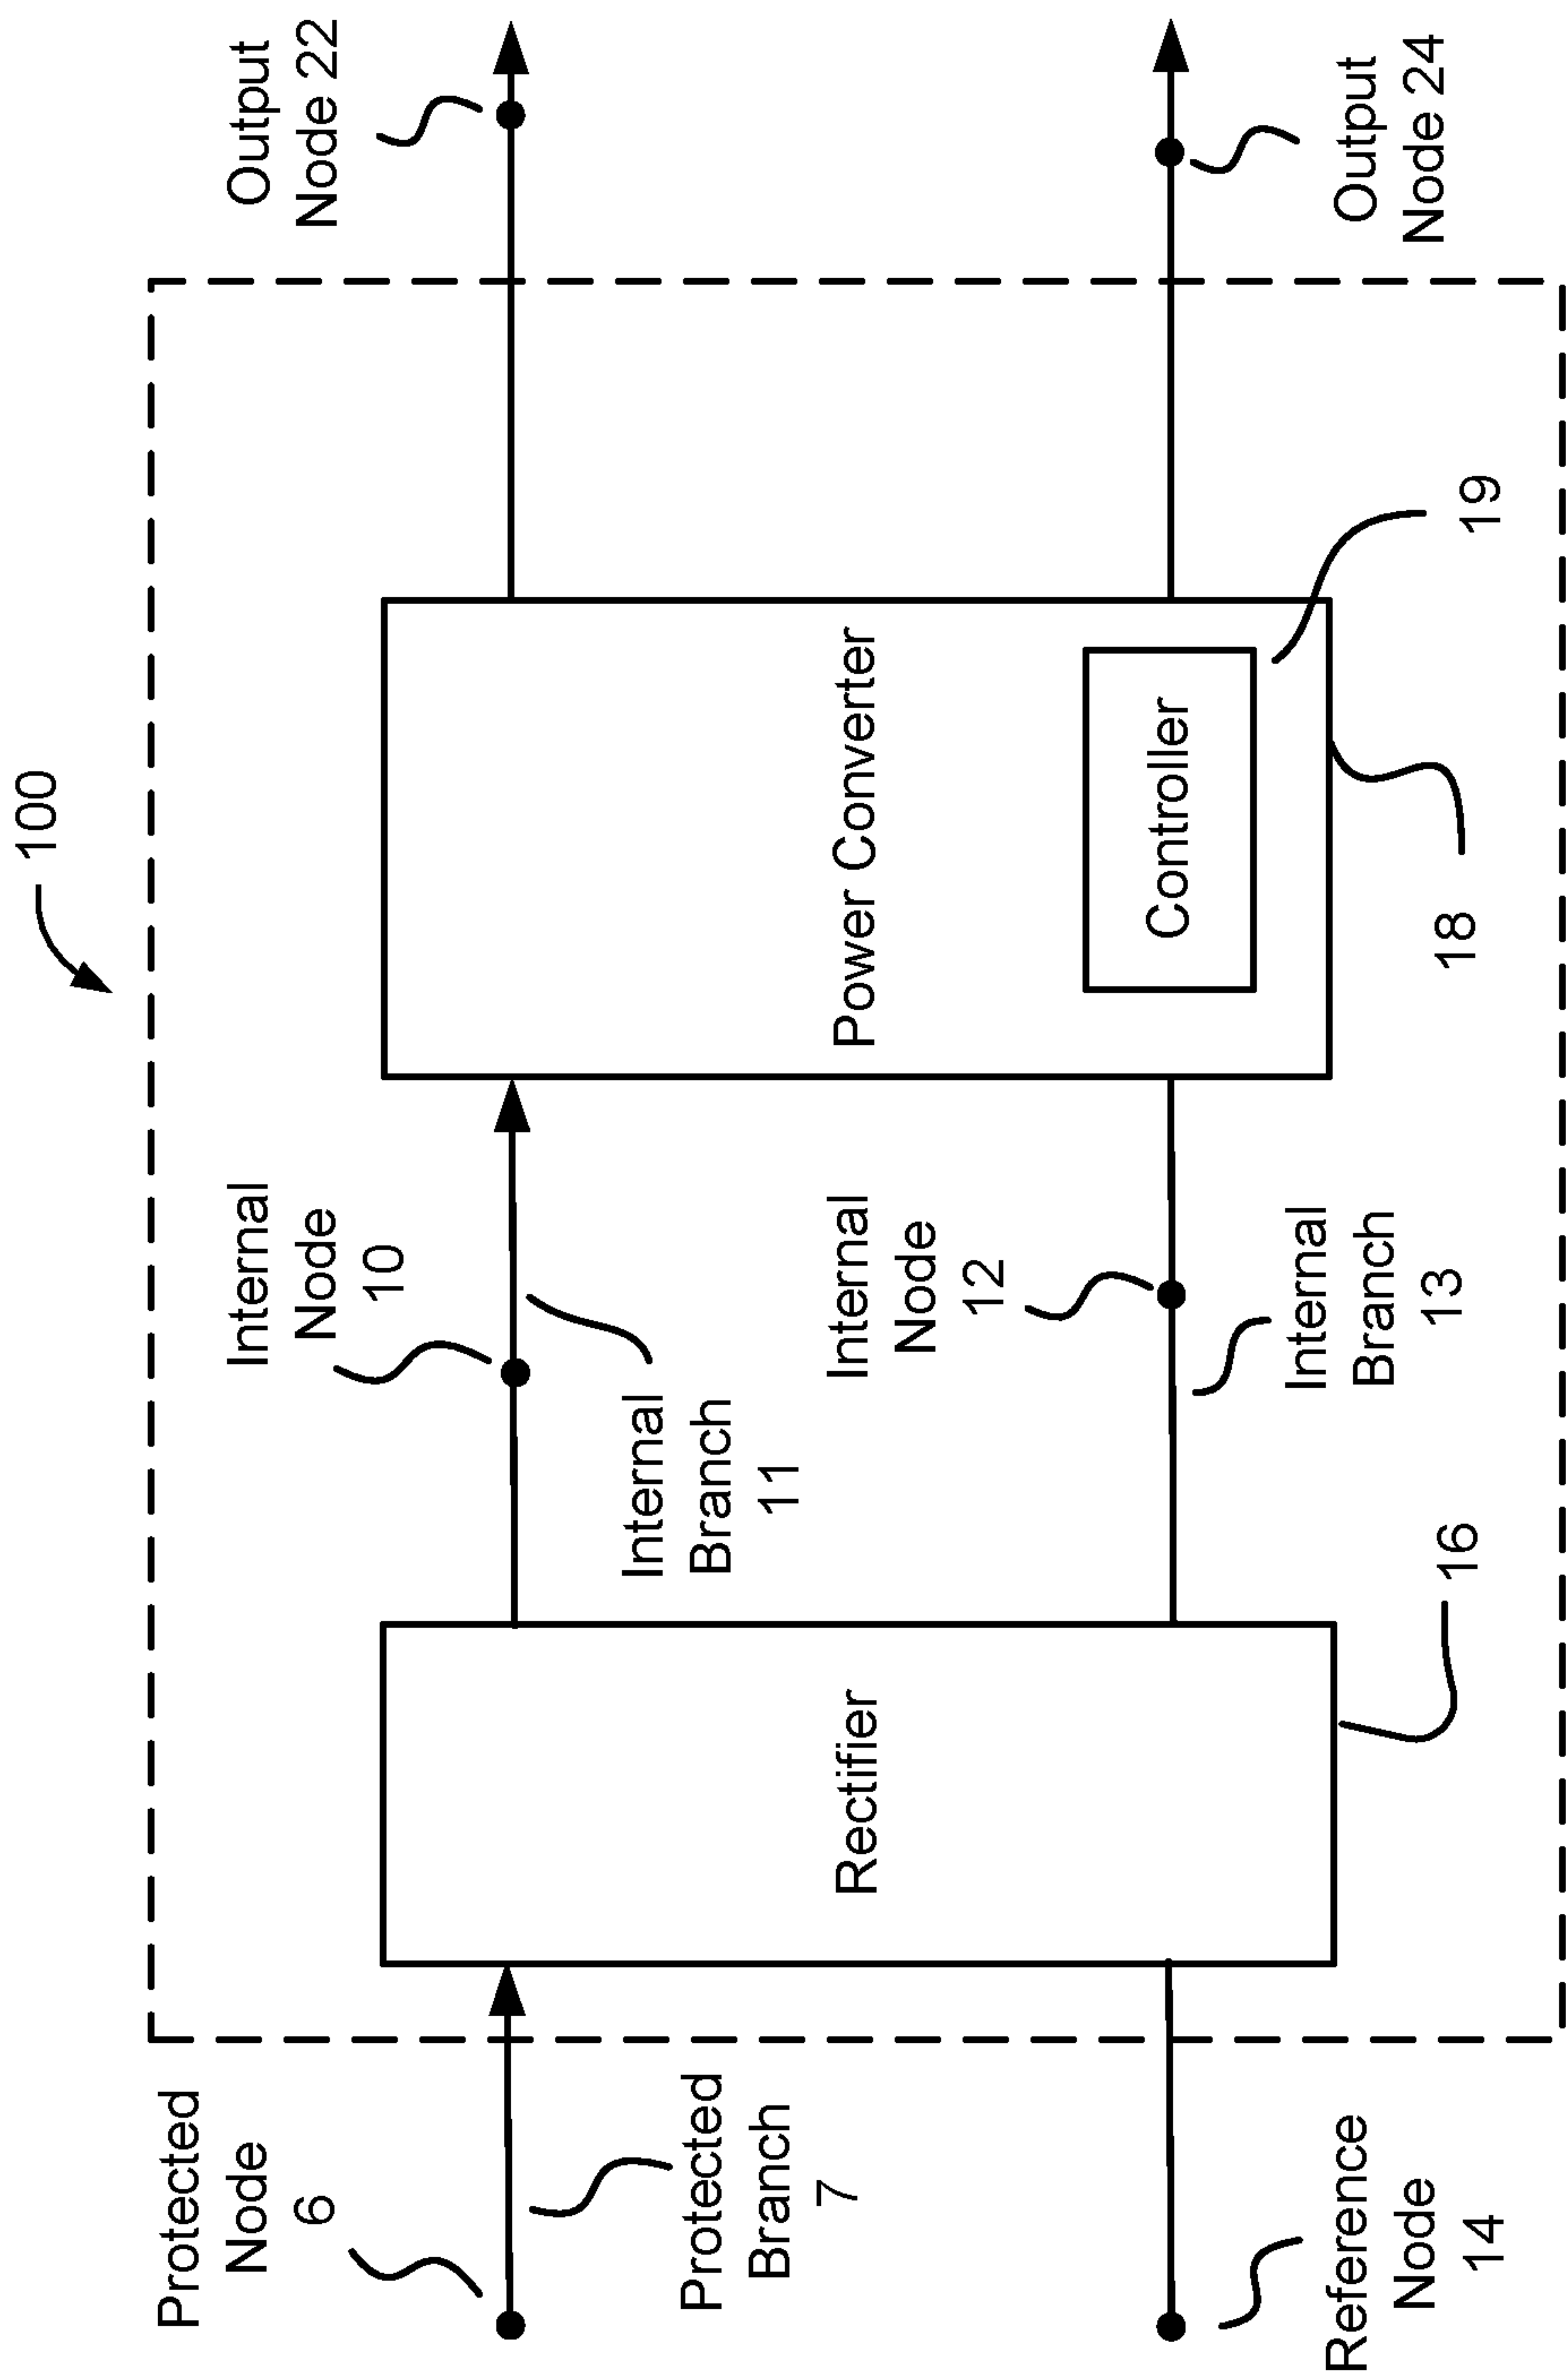 100
Protected
Node
6
Protected
Branch
7
Reference
Node
14
Rectifier
16
Internal
Node
10
Internal
Branch
11
Internal
Node
12
Internal
Branch
13
Power Converter
Controller
18
19
Output
Node 22
Output
Node 24